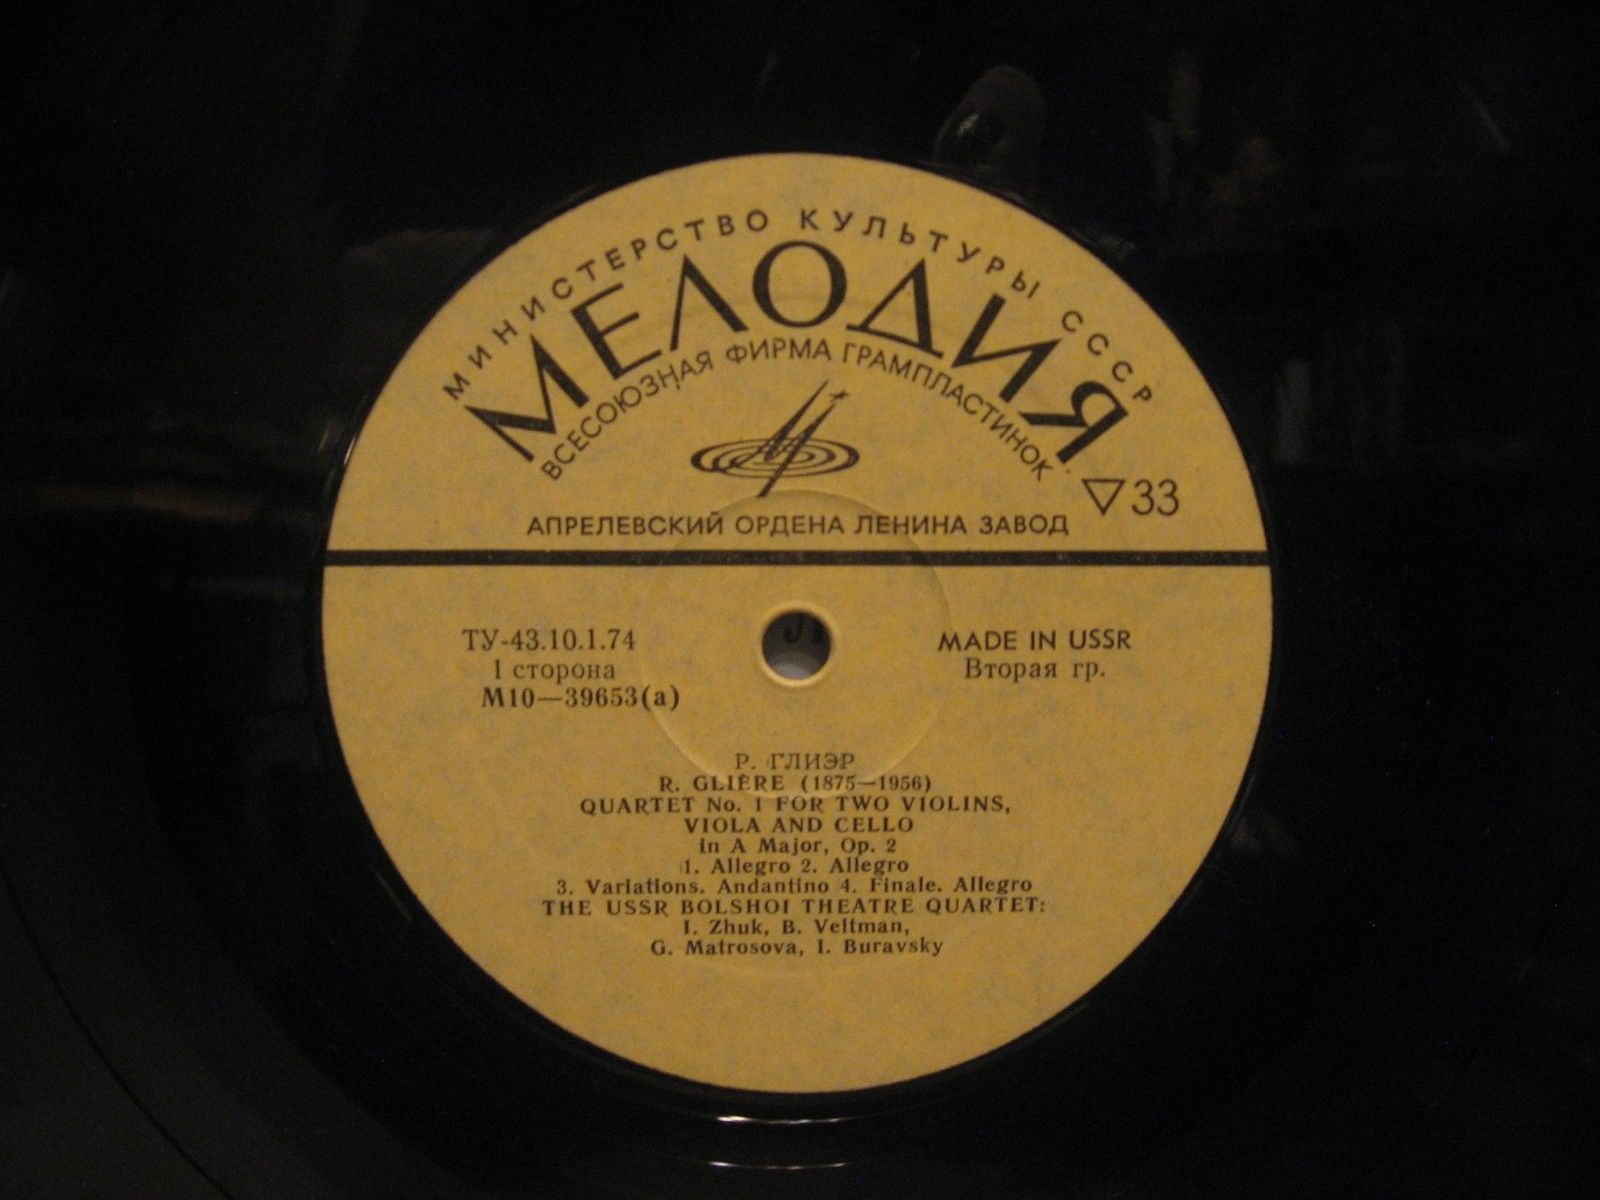 МИНИСТЕРСТВО КУЛЬТУРЫ СССР
МЕЛОДИЯ
ВСЕСОЮЗНАЯ ФИРМА ГРАМПЛАСТИНОК
33
АПРЕЛЕВСКИЙ ОРДЕНА ЛЕНИНА ЗАВОД
ТУ-43.10.1.74
1 сторона
М10—39653(а)
MADE IN USSR
Вторая гр.
Р. ГЛИЭР
R. GLIÈRE (1875—1956)
QUARTET No. 1 FOR TWO VIOLINS,
VIOLA AND CELLO
In A Major, Op. 2
1. Allegro 2. Allegro
3. Variations. Andantino 4. Finale. Allegro
THE USSR BOLSHOI THEATRE QUARTET:
I. Zhuk, B. Veltman,
G. Matrosova, I. Buravsky